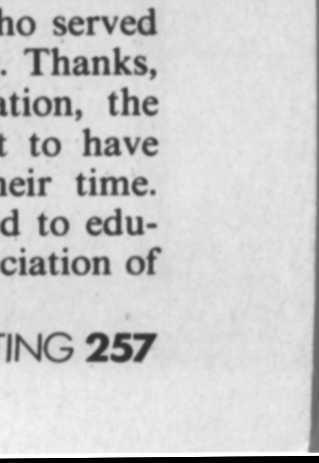 ho served
. Thanks,
ation, the
t to have
heir time.
d to edu-
ciation of
TING 257